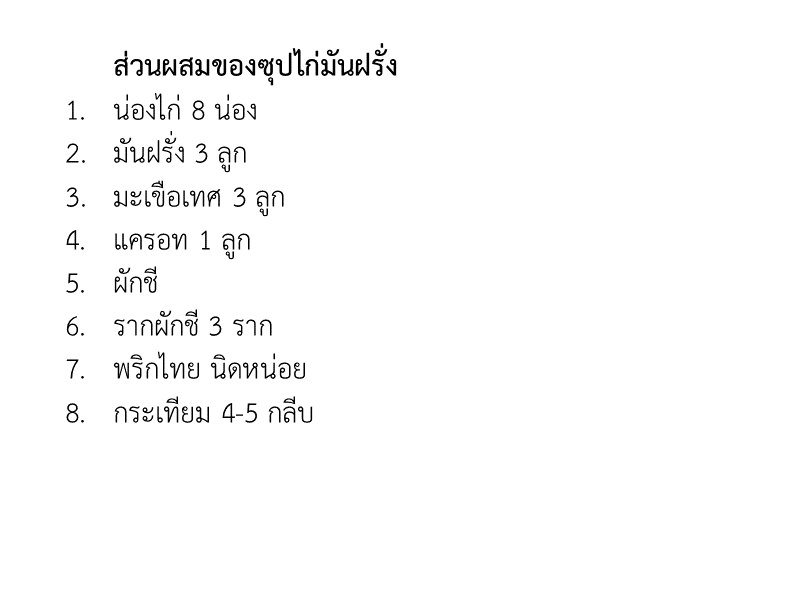 ส่วนผสมของซุปไก่มันฝรั่ง
1. น่องไก่ 8 น่อง
2. มันฝรั่ง 3 ลูก
3. มะเขือเทศ 3 ลูก
4. แครอท 1 ลูก
5. ผักชี
6. รากผักชี 3 ราก
7. พริกไทย นิดหน่อย
8. กระเทียม 4-5 กลีบ